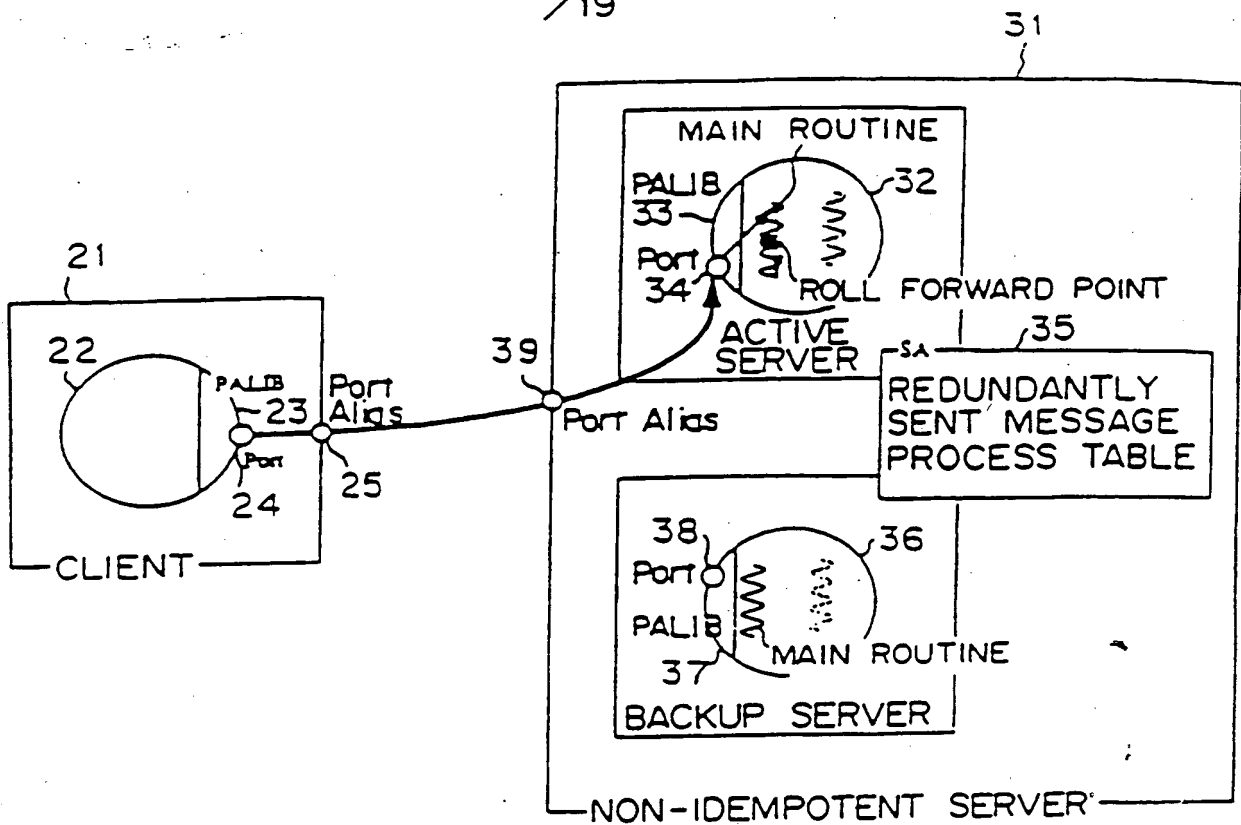 19
31
MAIN ROUTINE
PALIB
33
32
Port
34
ROLL FORWARD POINT
ACTIVE
SERVER
35
SA
REDUNDANTLY
SENT MESSAGE
PROCESS TABLE
21
22
PALIB
23
Port
24
Port
Alias
25
CLIENT
39
Port Alias
38
36
Port
PALIB
37
MAIN ROUTINE
BACKUP SERVER
NON-IDEMPOTENT SERVER